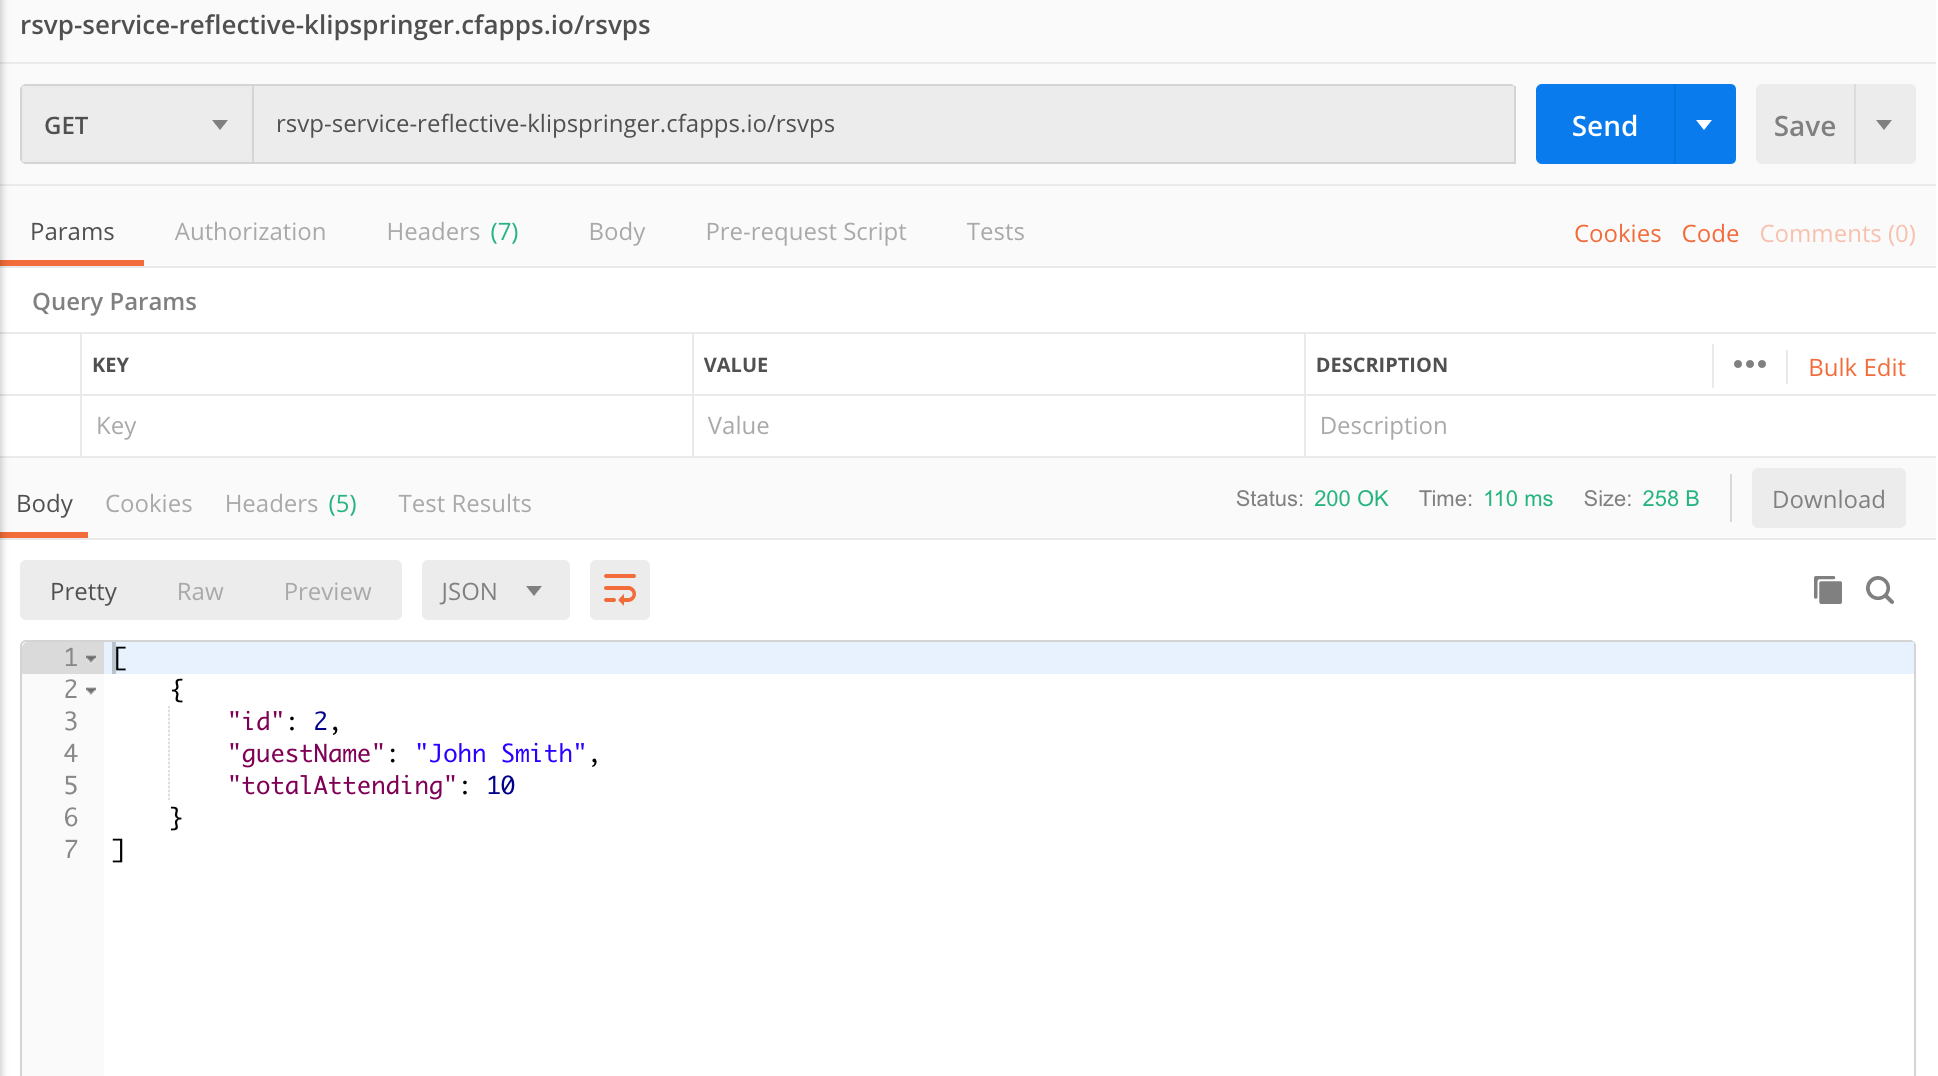 rsvp-service-reflective-klipspringer.cfapps.io/rsvps
GET rsvp-service-reflective-klipspringer.cfapps.io/rsvps Send Save
Params Authorization Headers (7) Body Pre-request Script Tests Cookies Code Comments (0)
Query Params
KEY VALUE DESCRIPTION ••• Bulk Edit
Key Value Description
Body Cookies Headers (5) Test Results Status: 200 OK Time: 110 ms Size: 258 B Download
Pretty Raw Preview JSON
1 [
2 {
3 "id": 2,
4 "guestName": "John Smith",
5 "totalAttending": 10
6 }
7 ]